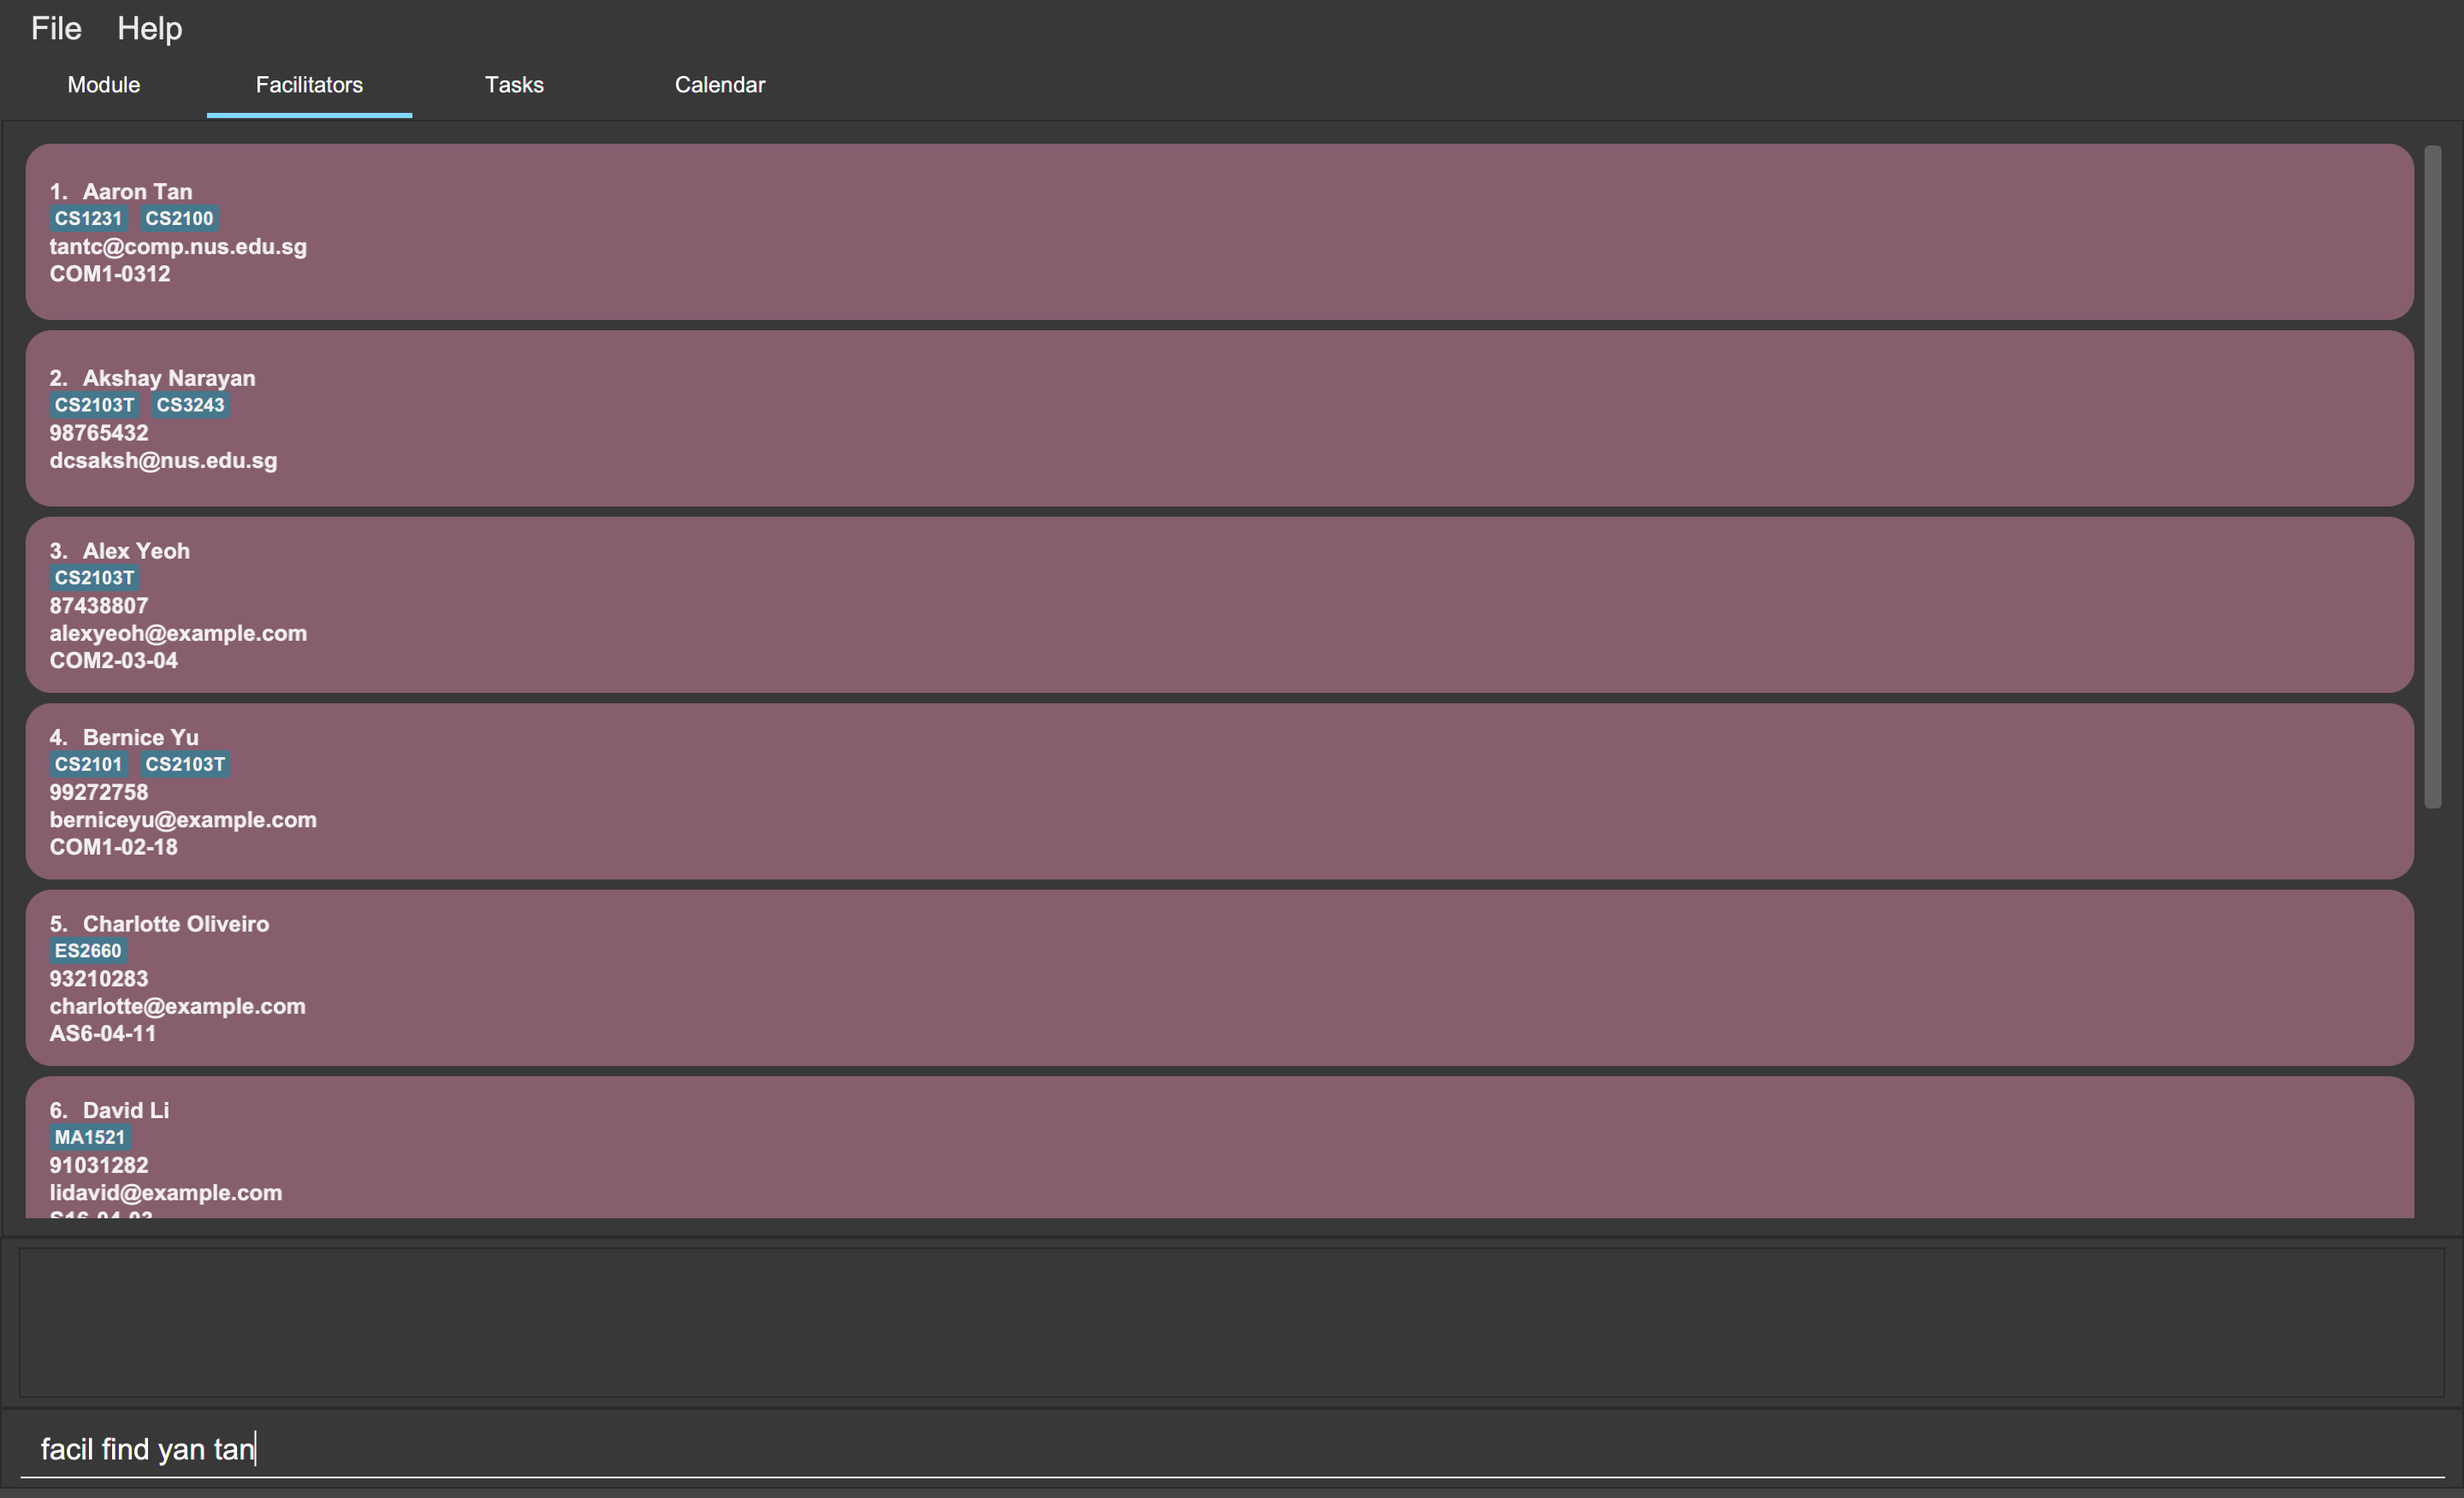 File Help
Module Facilitators Tasks Calendar
1. Aaron Tan
CS1231 CS2100
tantc@comp.nus.edu.sg
COM1-0312
2. Akshay Narayan
CS2103T CS3243
98765432
dcsaksh@nus.edu.sg
3. Alex Yeoh
CS2103T
87438807
alexyeoh@example.com
COM2-03-04
4. Bernice Yu
CS2101 CS2103T
99272758
berniceyu@example.com
COM1-02-18
5. Charlotte Oliveiro
ES2660
93210283
charlotte@example.com
AS6-04-11
6. David Li
MA1521
91031282
lidavid@example.com
facil find yan tan